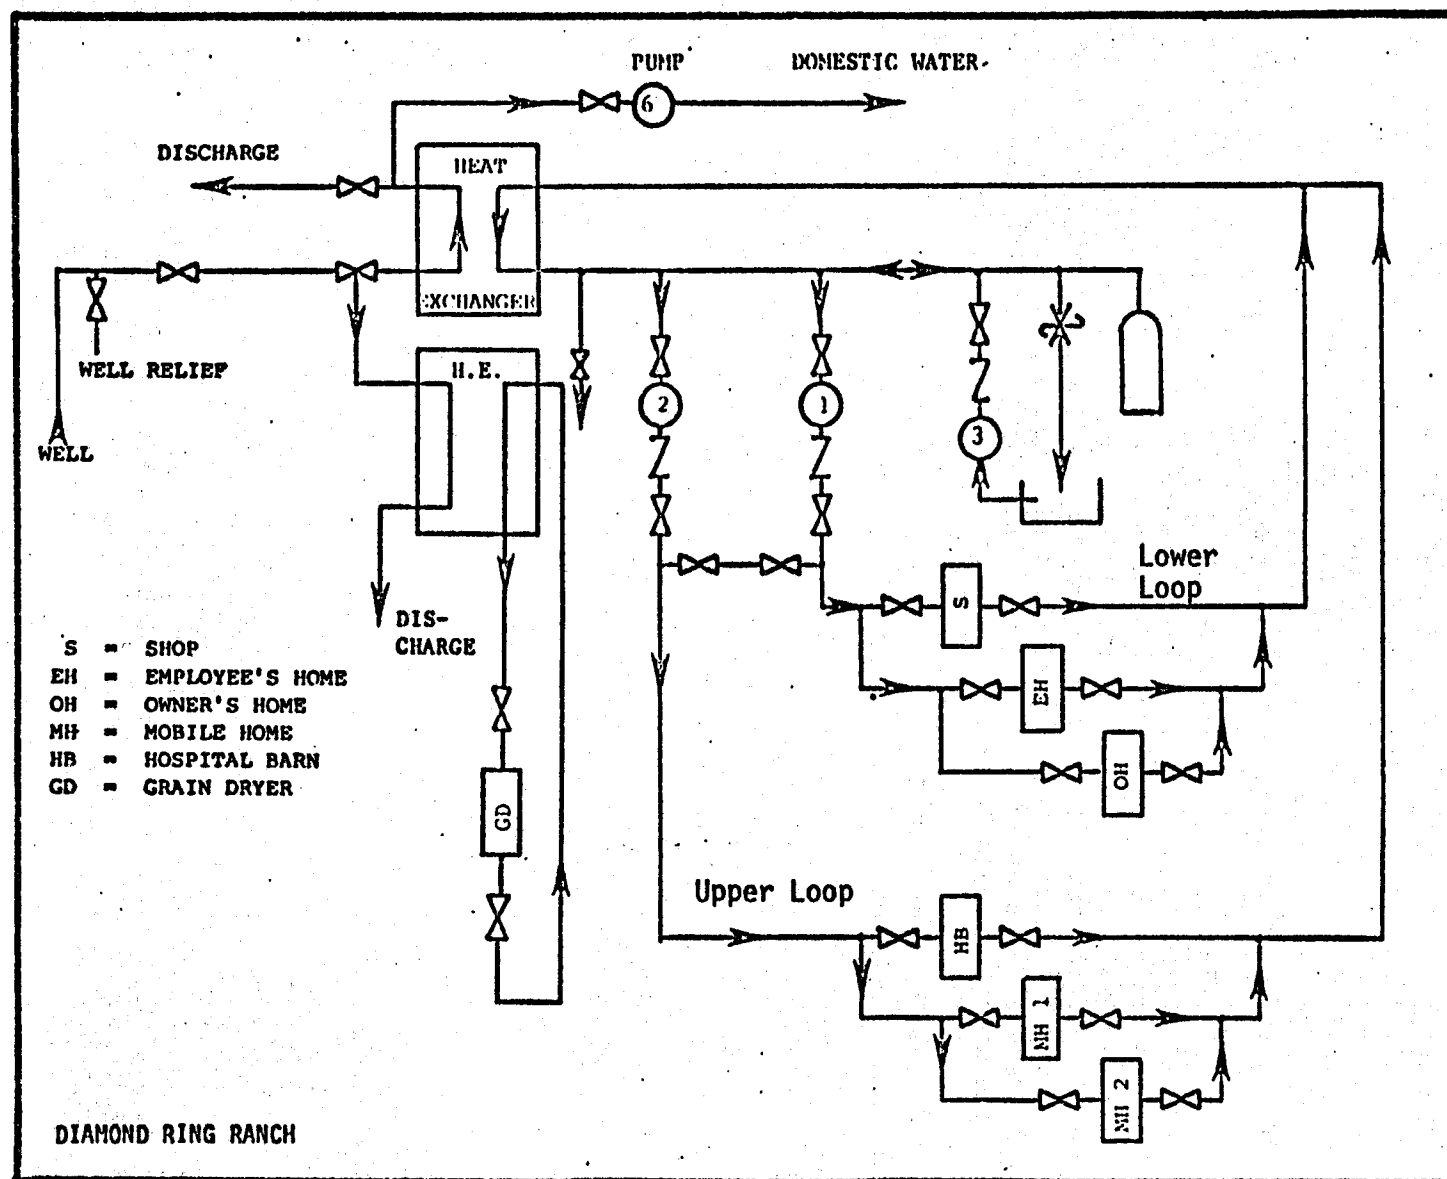 PUMP
DOMESTIC WATER
6
DISCHARGE
HEAT
EXCHANGER
WELL RELIEF
H.E.
WELL
2
1
3
Lower
Loop
S
DIS-
CHARGE
EH
S = SHOP
EH = EMPLOYEE'S HOME
OH = OWNER'S HOME
MH = MOBILE HOME
HB = HOSPITAL BARN
GD = GRAIN DRYER
OH
GD
Upper Loop
HB
MH 1
MH 2
DIAMOND RING RANCH